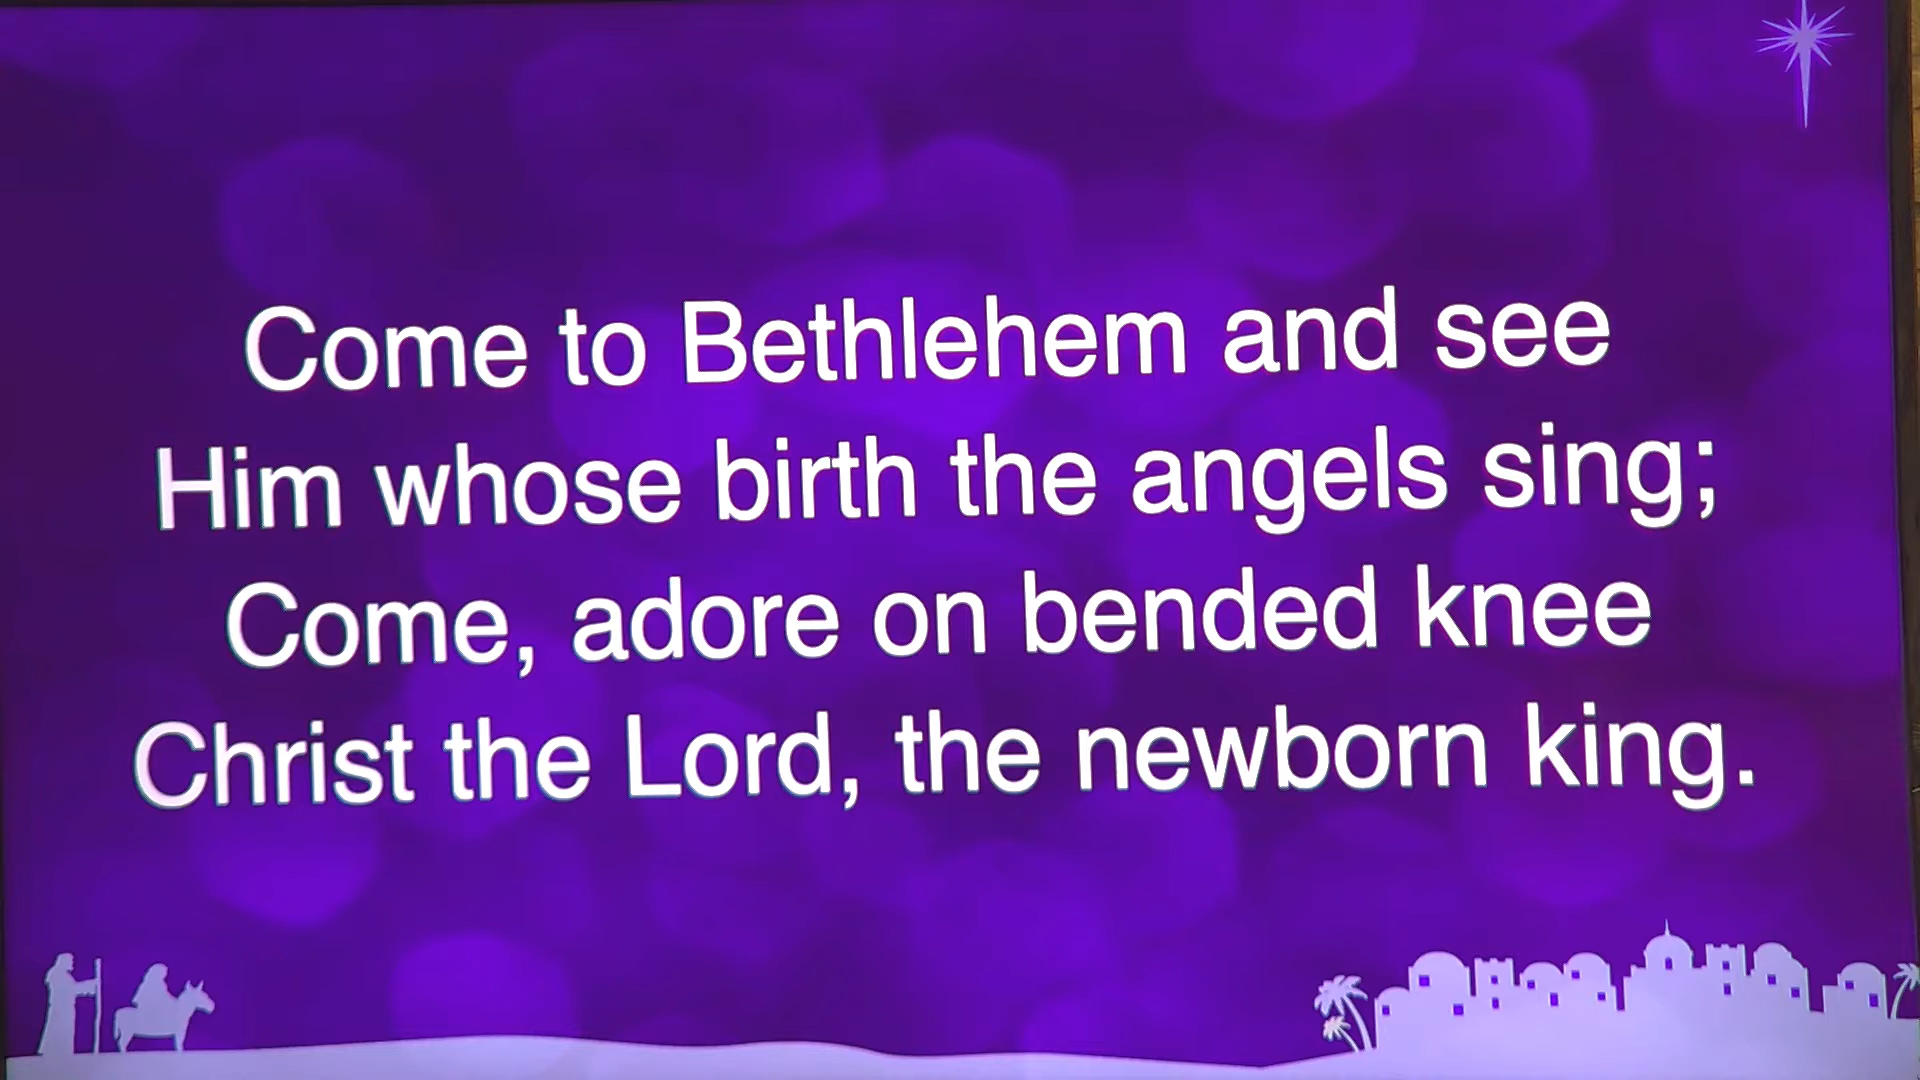 Come to Bethlehem and see
Him whose birth the angels sing;
Come, adore on bended knee
Christ the Lord, the newborn king.